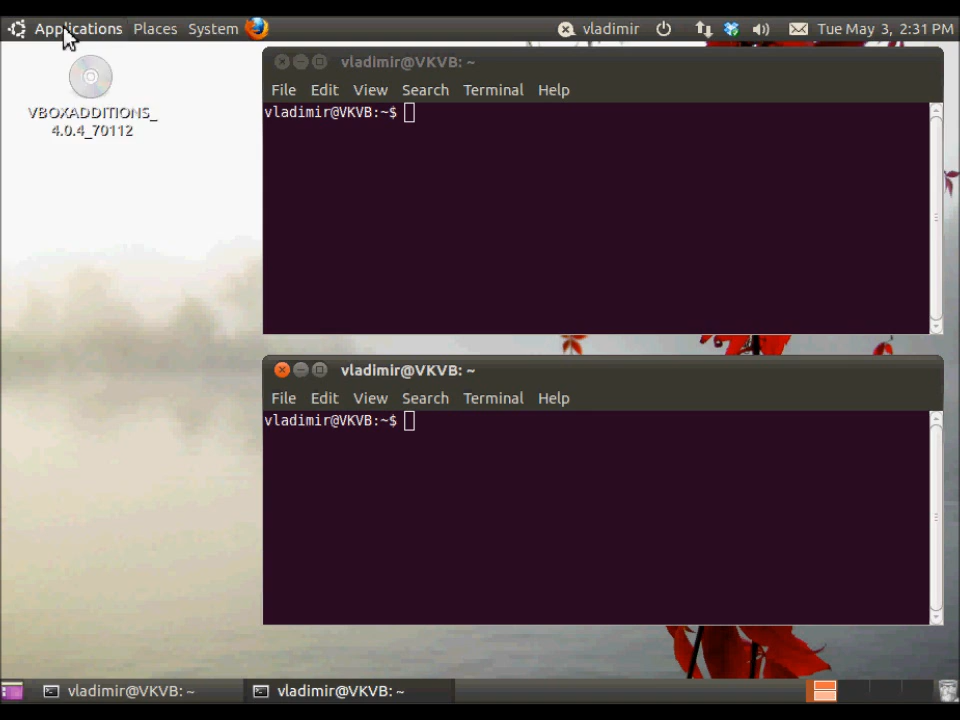 Applications Places System vladimir Tue May 3, 2:31 PM
VBOXADDITIONS_
4.0.4_70112
vladimir@VKVB: ~
File Edit View Search Terminal Help
vladimir@VKVB:~$
vladimir@VKVB: ~
File Edit View Search Terminal Help
vladimir@VKVB:~$
vladimir@VKVB: ~ vladimir@VKVB: ~